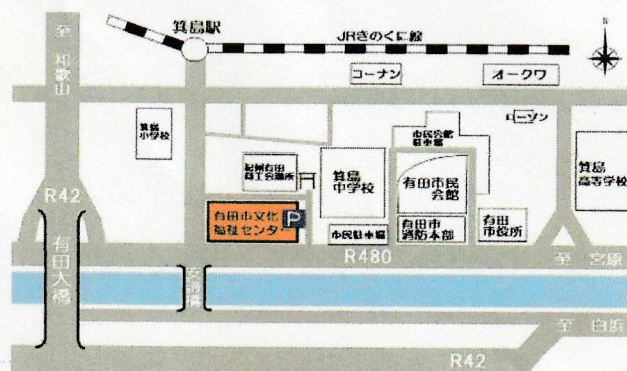 至
和歌山
箕島駅
JRきのくに線
N
コーナン
オークワ
箕島
小学校
市民会館
駐車場
ローソン
紀州有田
商工会議所
箕島
中学校
有田市民
会館
箕島
高等学校
R42
有田市文化
福祉センター
P
市民駐車場
有田市
消防本部
有田
市役所
R480
至 宮原
有田大橋
安諦橋
至 白浜
R42